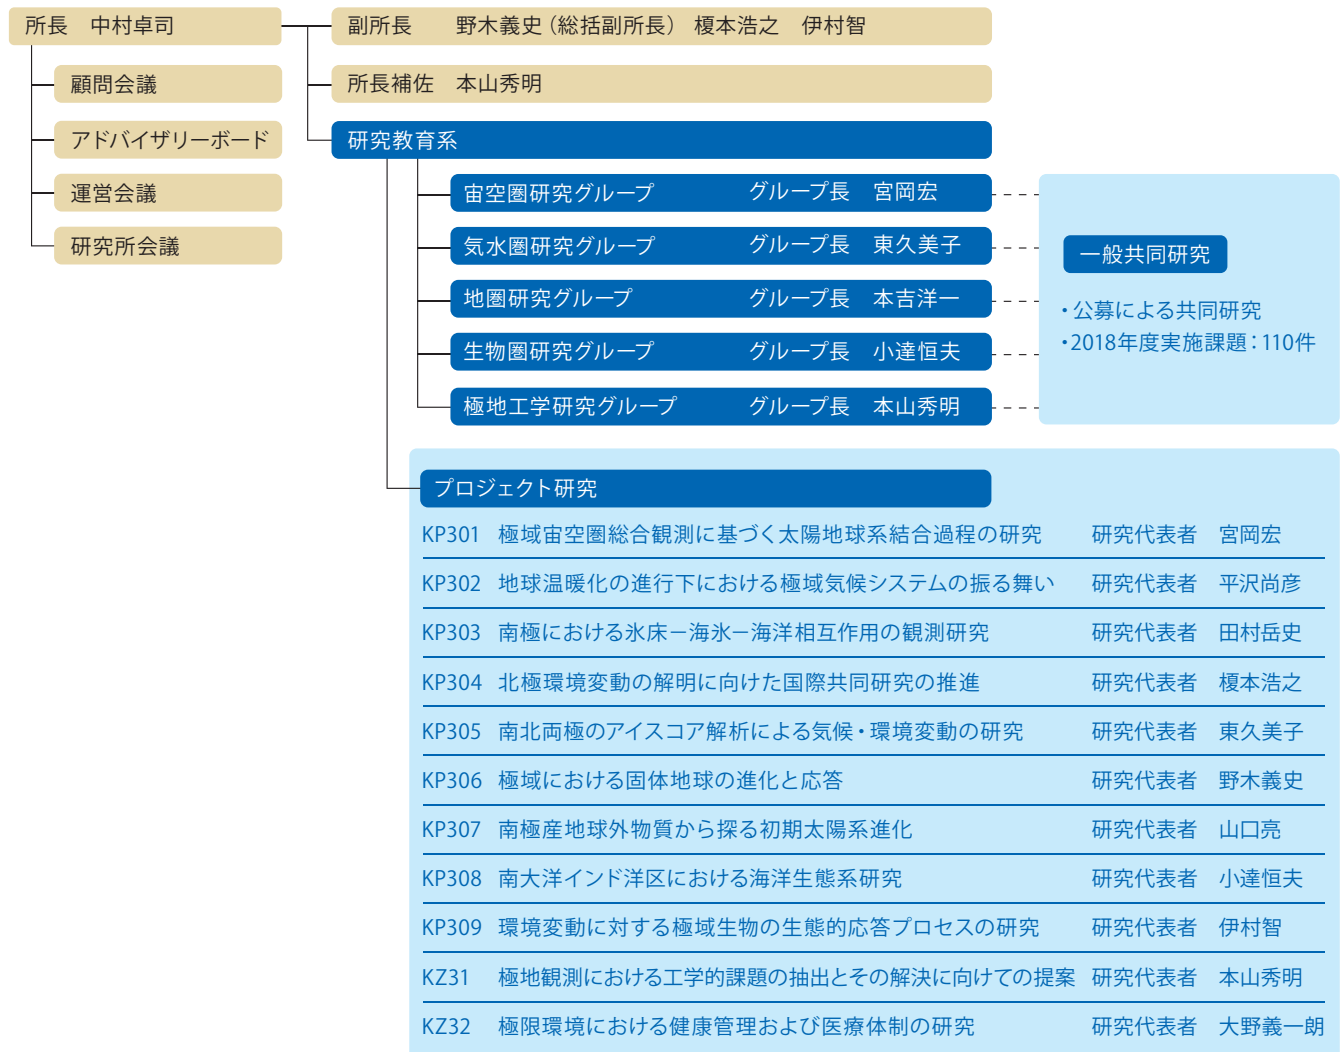 所長　中村卓司
副所長　野木義史（総括副所長）　榎本浩之　伊村智
顧問会議
所長補佐　本山秀明
アドバイザリーボード
研究教育系
運営会議
研究所会議
宙空圏研究グループ　グループ長　宮岡宏
気水圏研究グループ　グループ長　東久美子
地圏研究グループ　グループ長　本吉洋一
生物圏研究グループ　グループ長　小達恒夫
極地工学研究グループ　グループ長　本山秀明
一般共同研究
・公募による共同研究
・2018年度実施課題：110件
プロジェクト研究
KP301　極域宙空圏総合観測に基づく太陽地球系結合過程の研究　研究代表者　宮岡宏
KP302　地球温暖化の進行下における極域気候システムの振る舞い　研究代表者　平沢尚彦
KP303　南極における氷床－海氷－海洋相互作用の観測研究　研究代表者　田村岳史
KP304　北極環境変動の解明に向けた国際共同研究の推進　研究代表者　榎本浩之
KP305　南北両極のアイスコア解析による気候・環境変動の研究　研究代表者　東久美子
KP306　極域における固体地球の進化と応答　研究代表者　野木義史
KP307　南極産地球外物質から探る初期太陽系進化　研究代表者　山口亮
KP308　南大洋インド洋区における海洋生態系研究　研究代表者　小達恒夫
KP309　環境変動に対する極域生物の生態的応答プロセスの研究　研究代表者　伊村智
KZ31　極地観測における工学的課題の抽出とその解決に向けての提案　研究代表者　本山秀明
KZ32　極限環境における健康管理および医療体制の研究　研究代表者　大野義一朗